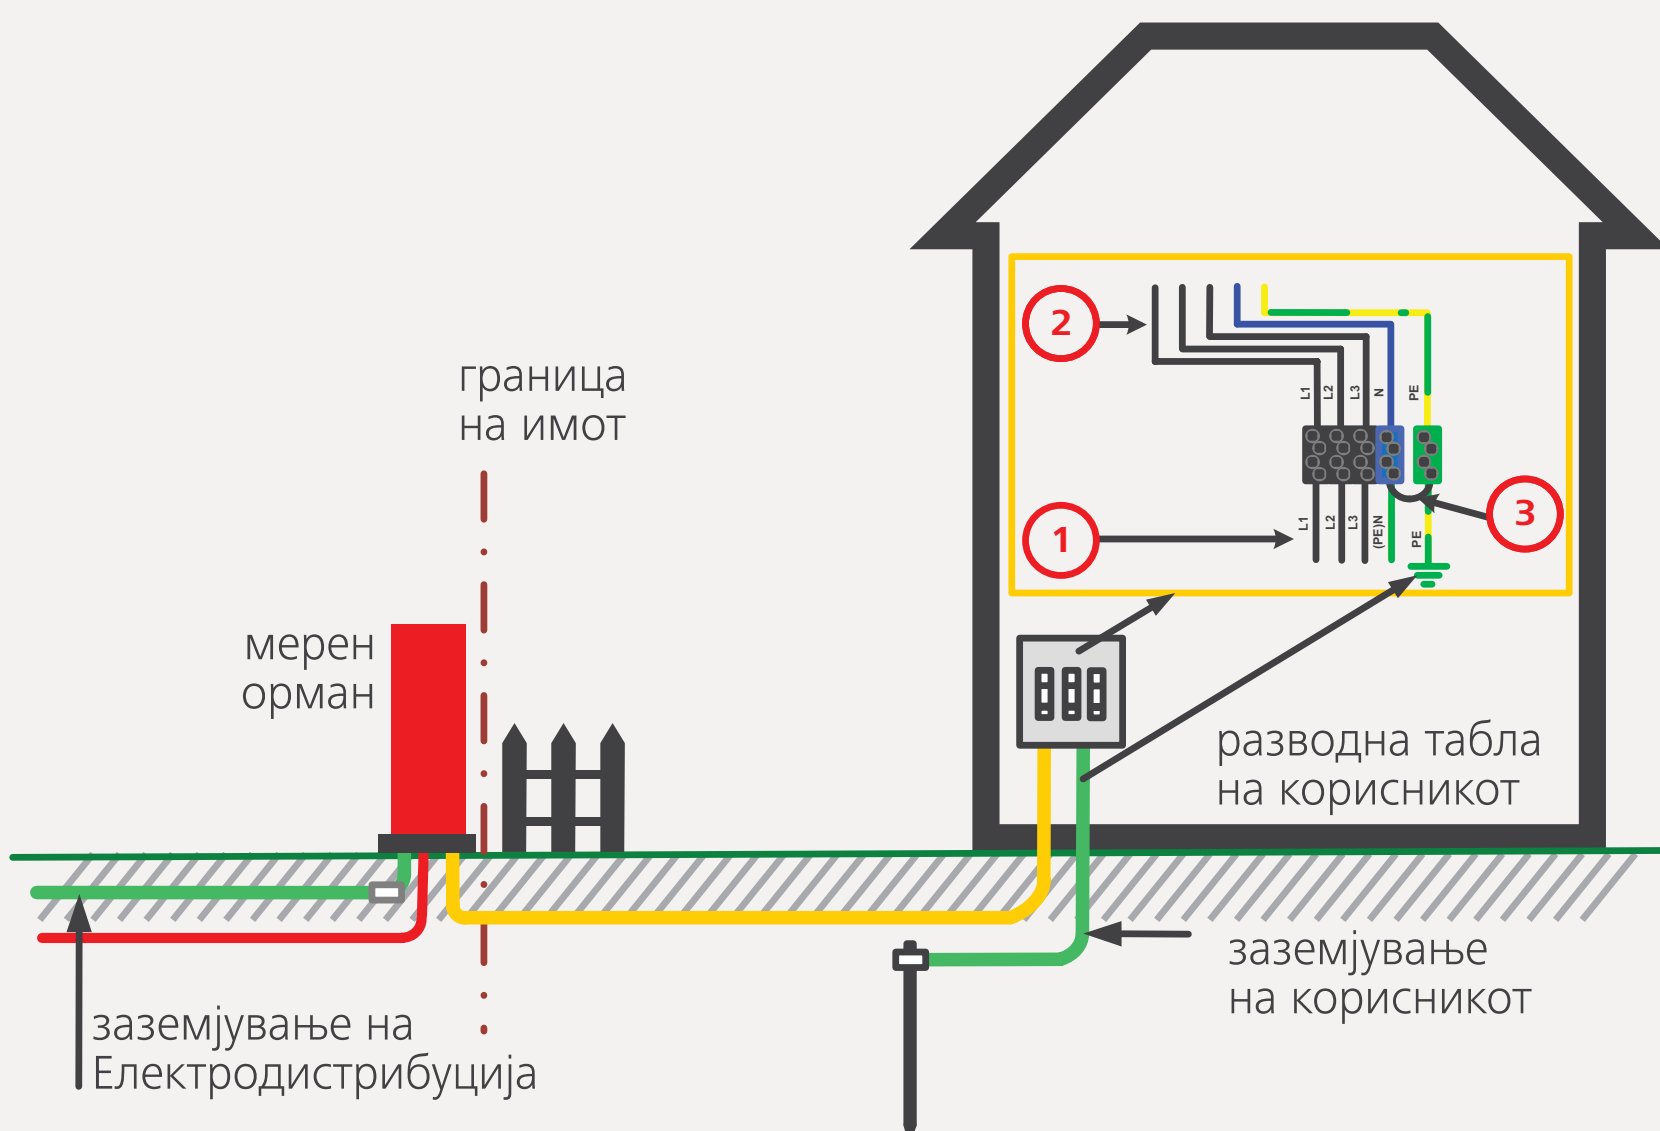 2
L1
L2
L3
N
PE
граница
на имот
3
1
L1
L2
L3
(PE)N
PE
мерен
орман
разводна табла
на корисникот
заземјување
на корисникот
заземјување на
Електродистрибуција